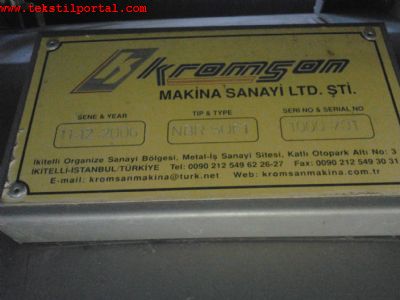 www.tekstilportal.com
Kromsan
MAKİNA SANAYİ LTD. ŞTİ.
SENE & YEAR TİP & TYPE SERİ NO & SERIAL NO
11-12-2006
İkitelli Organize Sanayi Bölgesi, Metal-İş Sanayi Sitesi, Katlı Otopark Altı No: 3
İKİTELLİ-İSTANBUL/TÜRKİYE Tel: 0090 212 549 62 26-27 Fax: 0090 212 549 30 31
E-mail: kromsanmakina@turk.net Web: kromsanmakina.com.tr